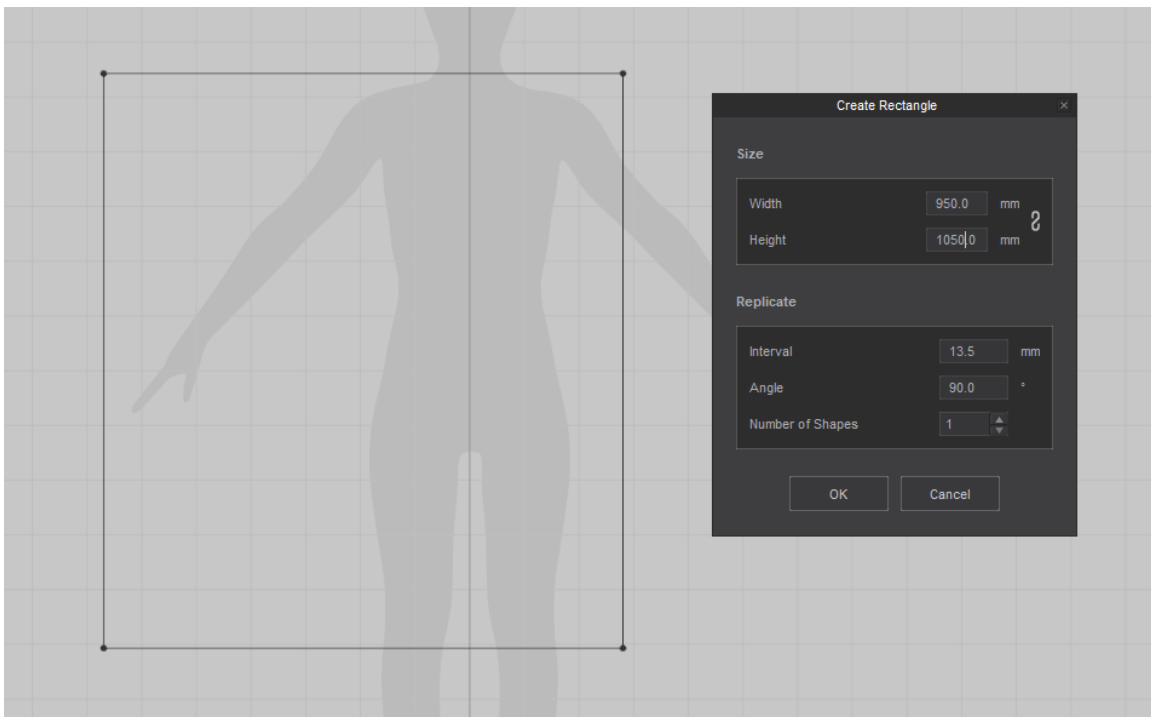 Create Rectangle
Size
Width 950.0 mm
Height 1050.0 mm
Replicate
Interval 13.5 mm
Angle 90.0 °
Number of Shapes 1
OK Cancel